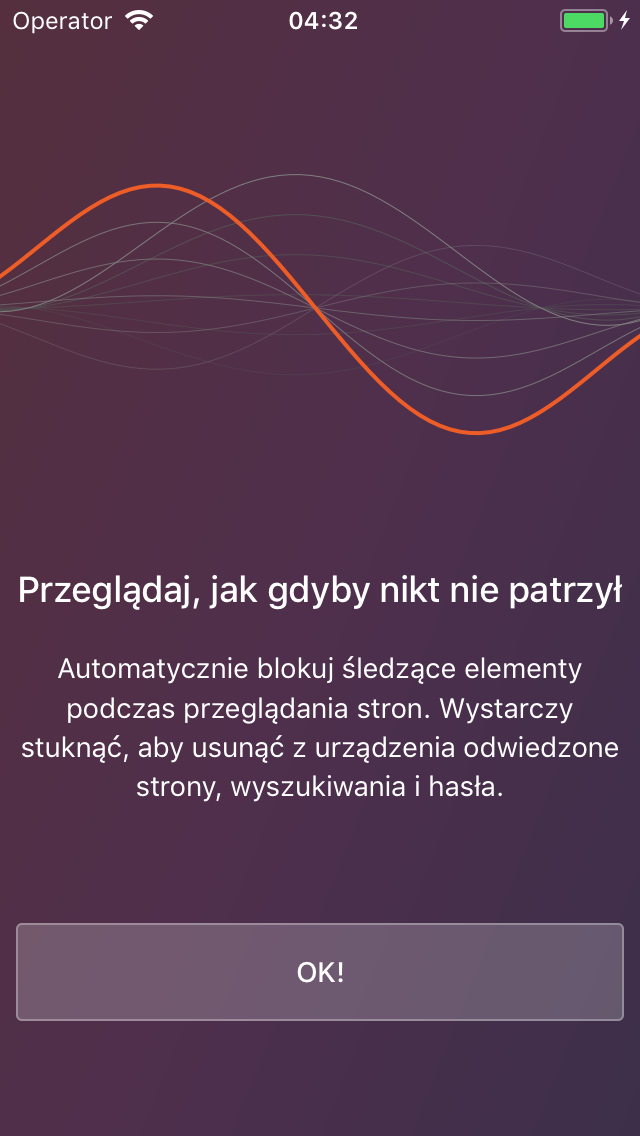 Operator 04:32
Przeglądaj, jak gdyby nikt nie patrzył
Automatycznie blokuj śledzące elementy
podczas przeglądania stron. Wystarczy
stuknąć, aby usunąć z urządzenia odwiedzone
strony, wyszukiwania i hasła.
OK!